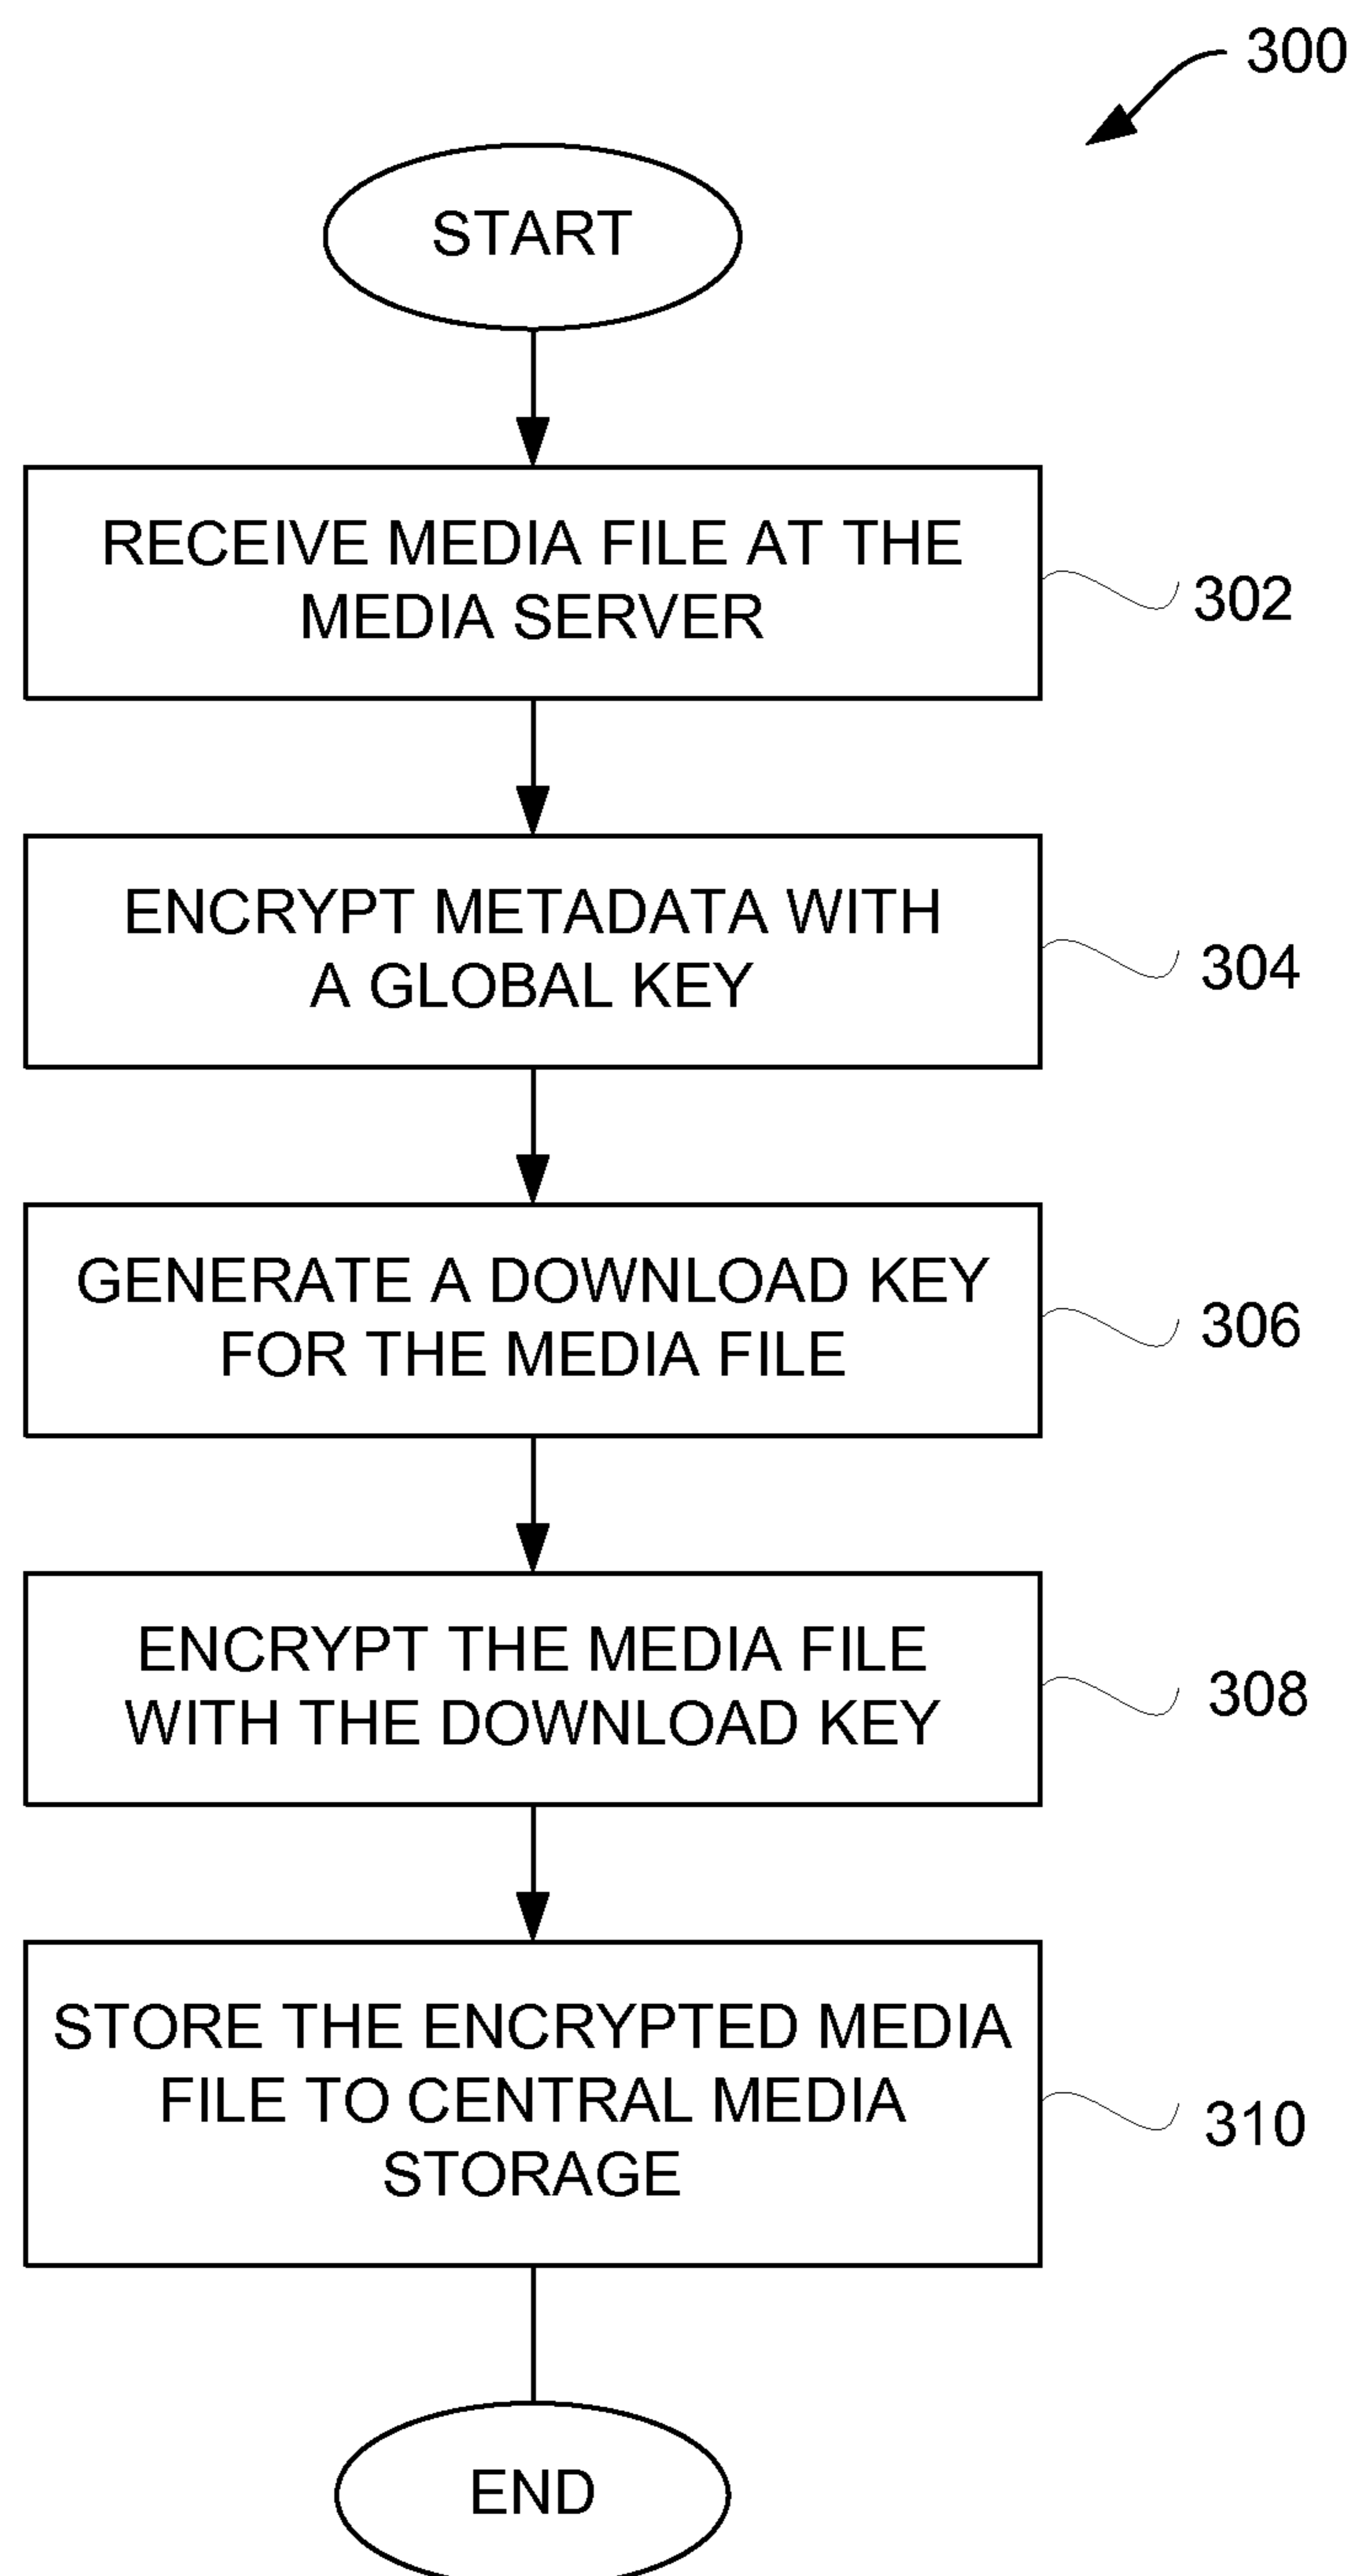 300
START
RECEIVE MEDIA FILE AT THE
MEDIA SERVER
302
ENCRYPT METADATA WITH
A GLOBAL KEY
304
GENERATE A DOWNLOAD KEY
FOR THE MEDIA FILE
306
ENCRYPT THE MEDIA FILE
WITH THE DOWNLOAD KEY
308
STORE THE ENCRYPTED MEDIA
FILE TO CENTRAL MEDIA
STORAGE
310
END